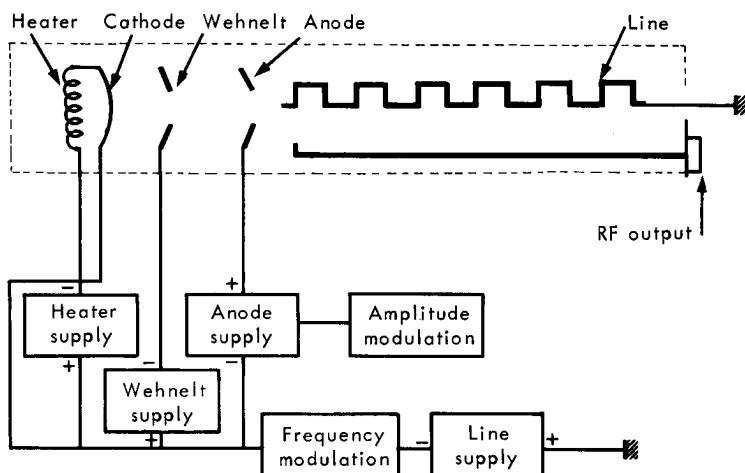 Heater Cathode Wehnelt Anode Line
RF output
− +
Heater
supply
Anode
supply
Amplitude
modulation
+ − −
Wehnelt
supply
+
Frequency
modulation
− +
Line
supply